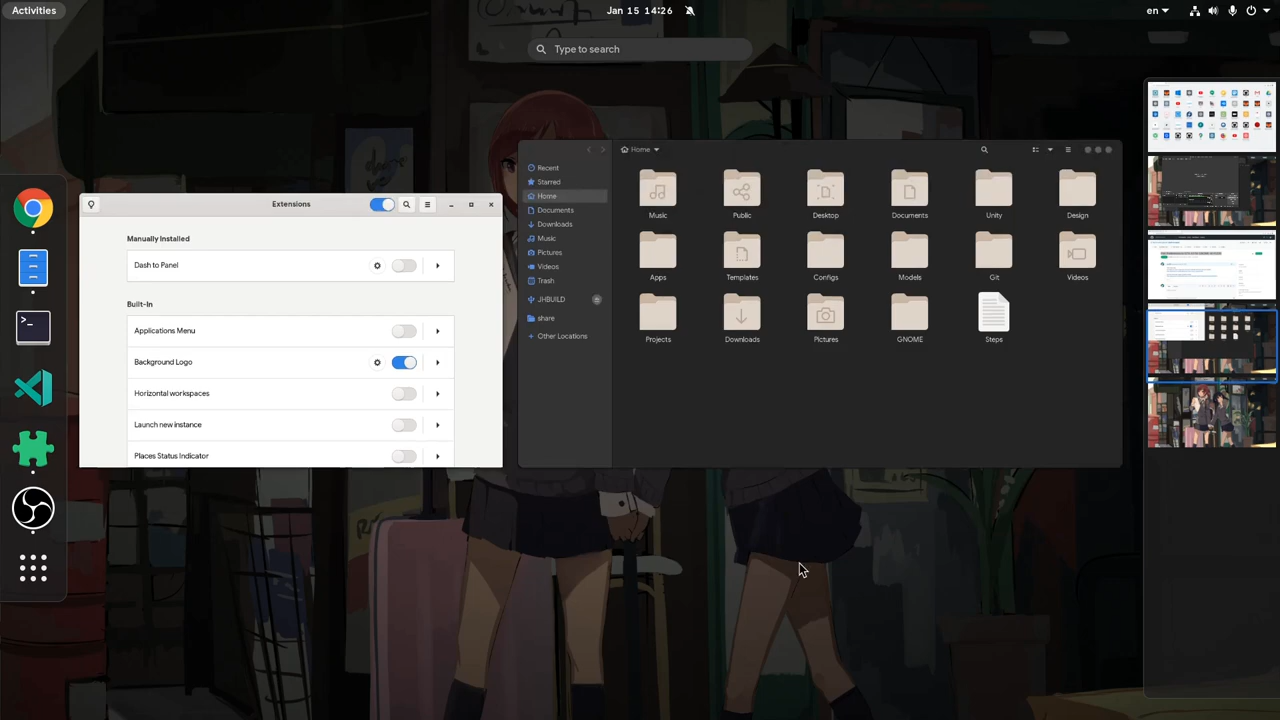 Activities
Jan 15 14:26
en
Type to search
Extensions
Manually Installed
Dash to Panel
Built-In
Applications Menu
Background Logo
Horizontal workspaces
Launch new instance
Places Status Indicator
Home
Recent
Starred
Home
Documents
Downloads
Music
Pictures
Videos
Trash
JHBUILD
share
Other Locations
Music
Public
Desktop
Documents
Unity
Design
Apps
Templates
Configs
Models
Git
Videos
Projects
Downloads
Pictures
GNOME
Steps